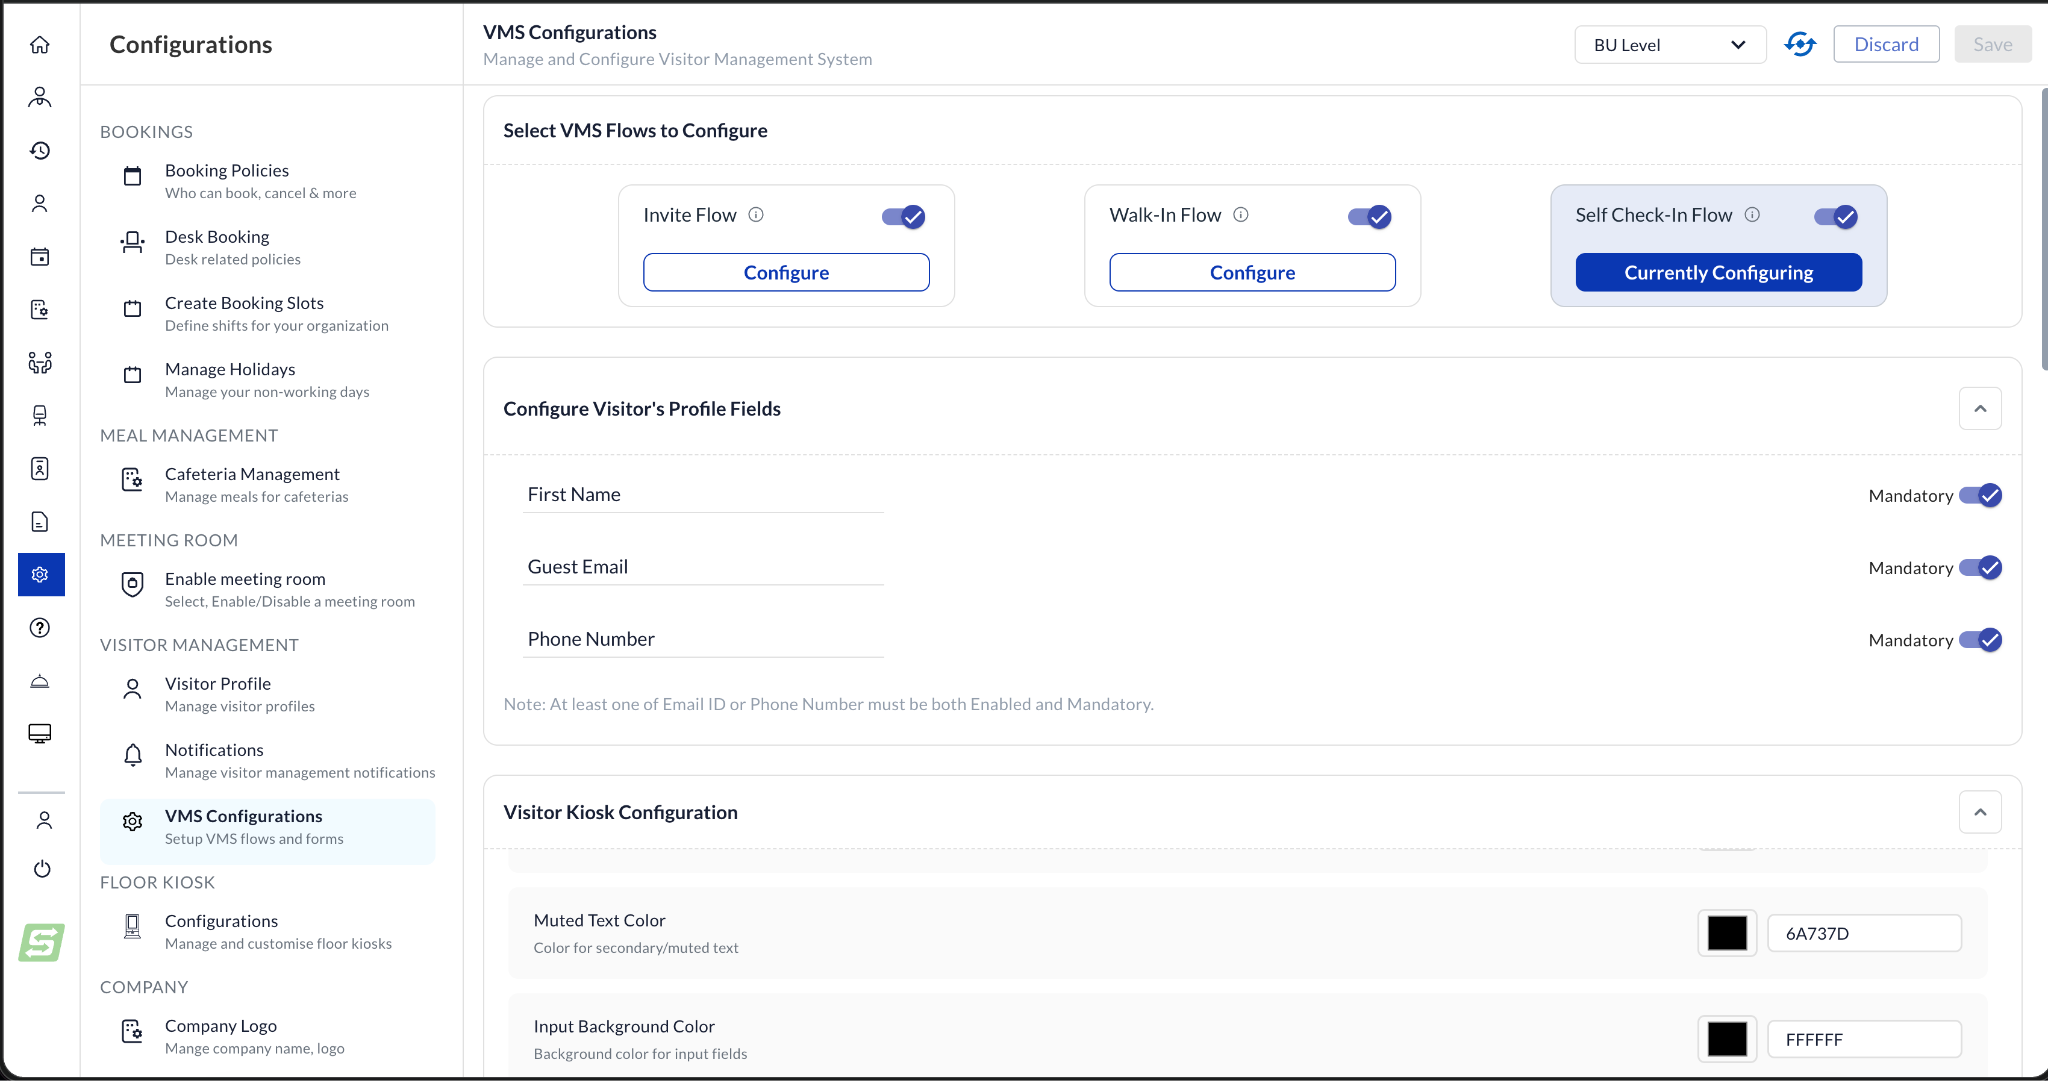 Configurations
VMS Configurations
Manage and Configure Visitor Management System
BU Level
Discard
Save
BOOKINGS
Booking Policies
Who can book, cancel & more
Desk Booking
Desk related policies
Create Booking Slots
Define shifts for your organization
Manage Holidays
Manage your non-working days
MEAL MANAGEMENT
Cafeteria Management
Manage meals for cafeterias
MEETING ROOM
Enable meeting room
Select, Enable/Disable a meeting room
VISITOR MANAGEMENT
Visitor Profile
Manage visitor profiles
Notifications
Manage visitor management notifications
VMS Configurations
Setup VMS flows and forms
FLOOR KIOSK
Configurations
Manage and customise floor kiosks
COMPANY
Company Logo
Mange company name, logo
Select VMS Flows to Configure
Invite Flow
Configure
Walk-In Flow
Configure
Self Check-In Flow
Currently Configuring
Configure Visitor's Profile Fields
First Name
Mandatory
Guest Email
Mandatory
Phone Number
Mandatory
Note: At least one of Email ID or Phone Number must be both Enabled and Mandatory.
Visitor Kiosk Configuration
Muted Text Color
Color for secondary/muted text
6A737D
Input Background Color
Background color for input fields
FFFFFF